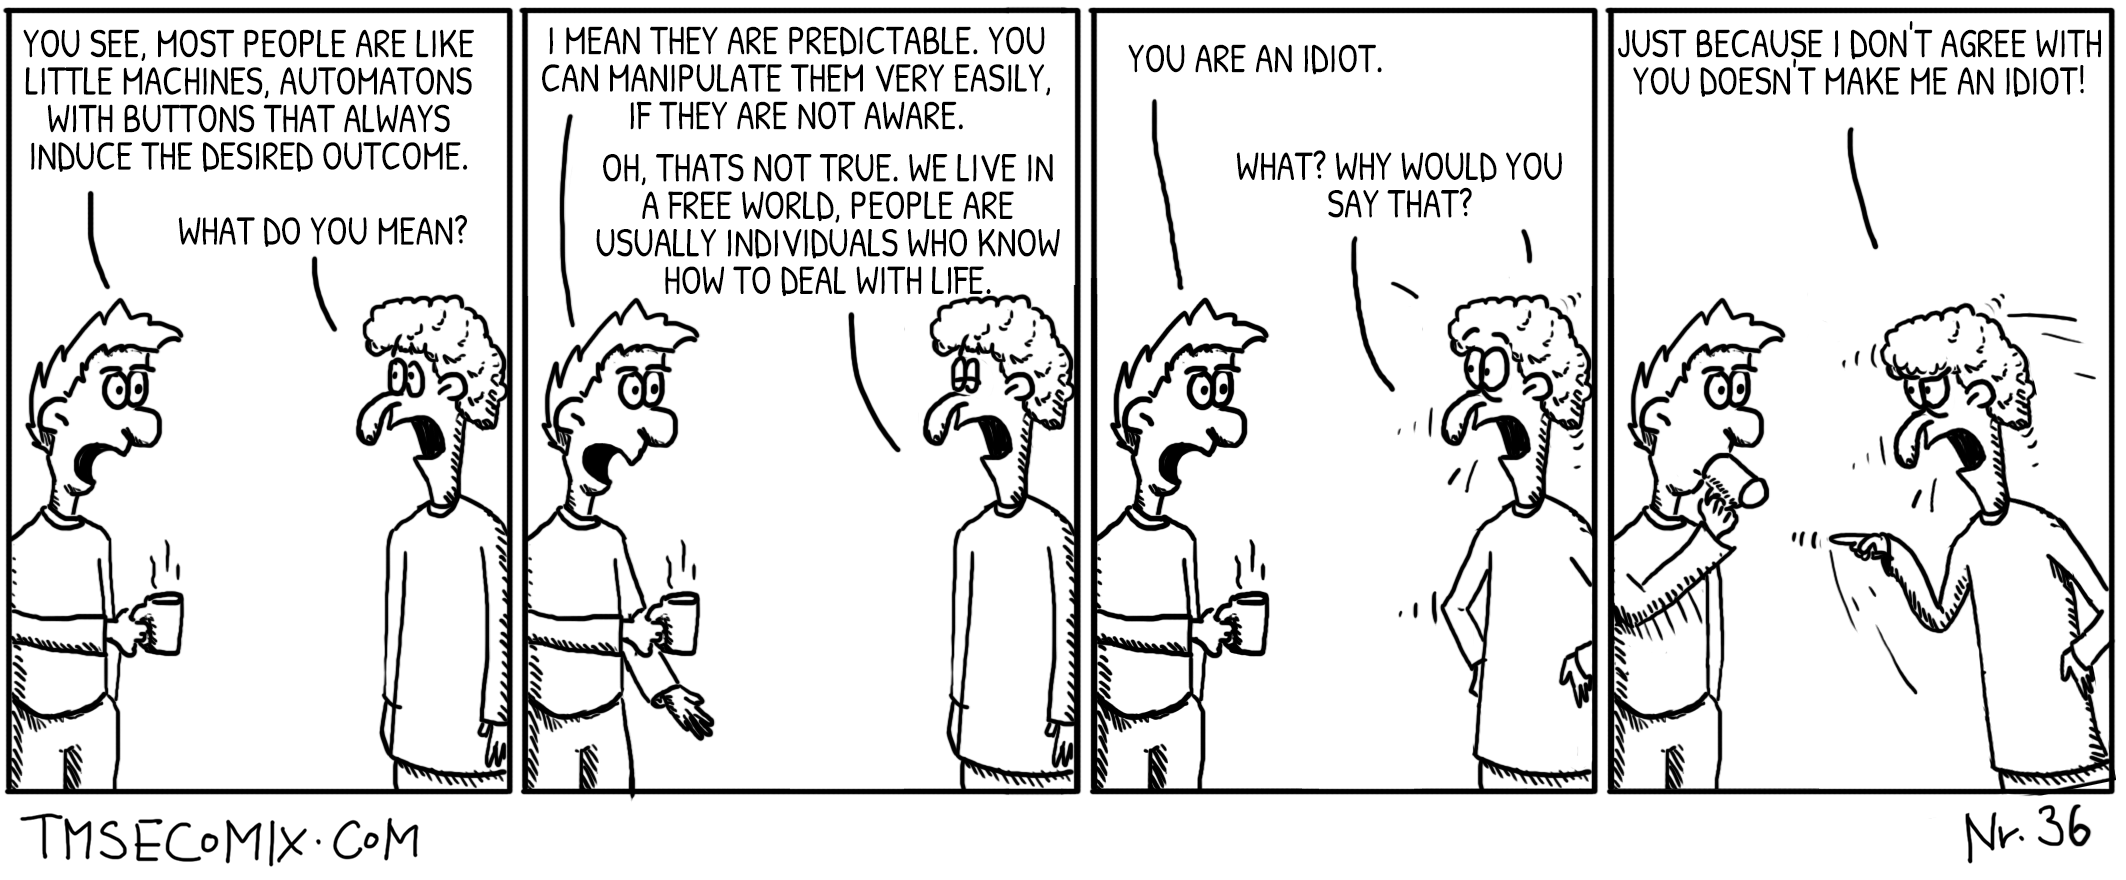 YOU SEE, MOST PEOPLE ARE LIKE
LITTLE MACHINES, AUTOMATONS
WITH BUTTONS THAT ALWAYS
INDUCE THE DESIRED OUTCOME.
WHAT DO YOU MEAN?
I MEAN THEY ARE PREDICTABLE. YOU
CAN MANIPULATE THEM VERY EASILY,
IF THEY ARE NOT AWARE.
OH, THATS NOT TRUE. WE LIVE IN
A FREE WORLD, PEOPLE ARE
USUALLY INDIVIDUALS WHO KNOW
HOW TO DEAL WITH LIFE.
YOU ARE AN IDIOT.
WHAT? WHY WOULD YOU
SAY THAT?
JUST BECAUSE I DON'T AGREE WITH
YOU DOESN'T MAKE ME AN IDIOT!
TMSECOMIX.COM
Nr. 36